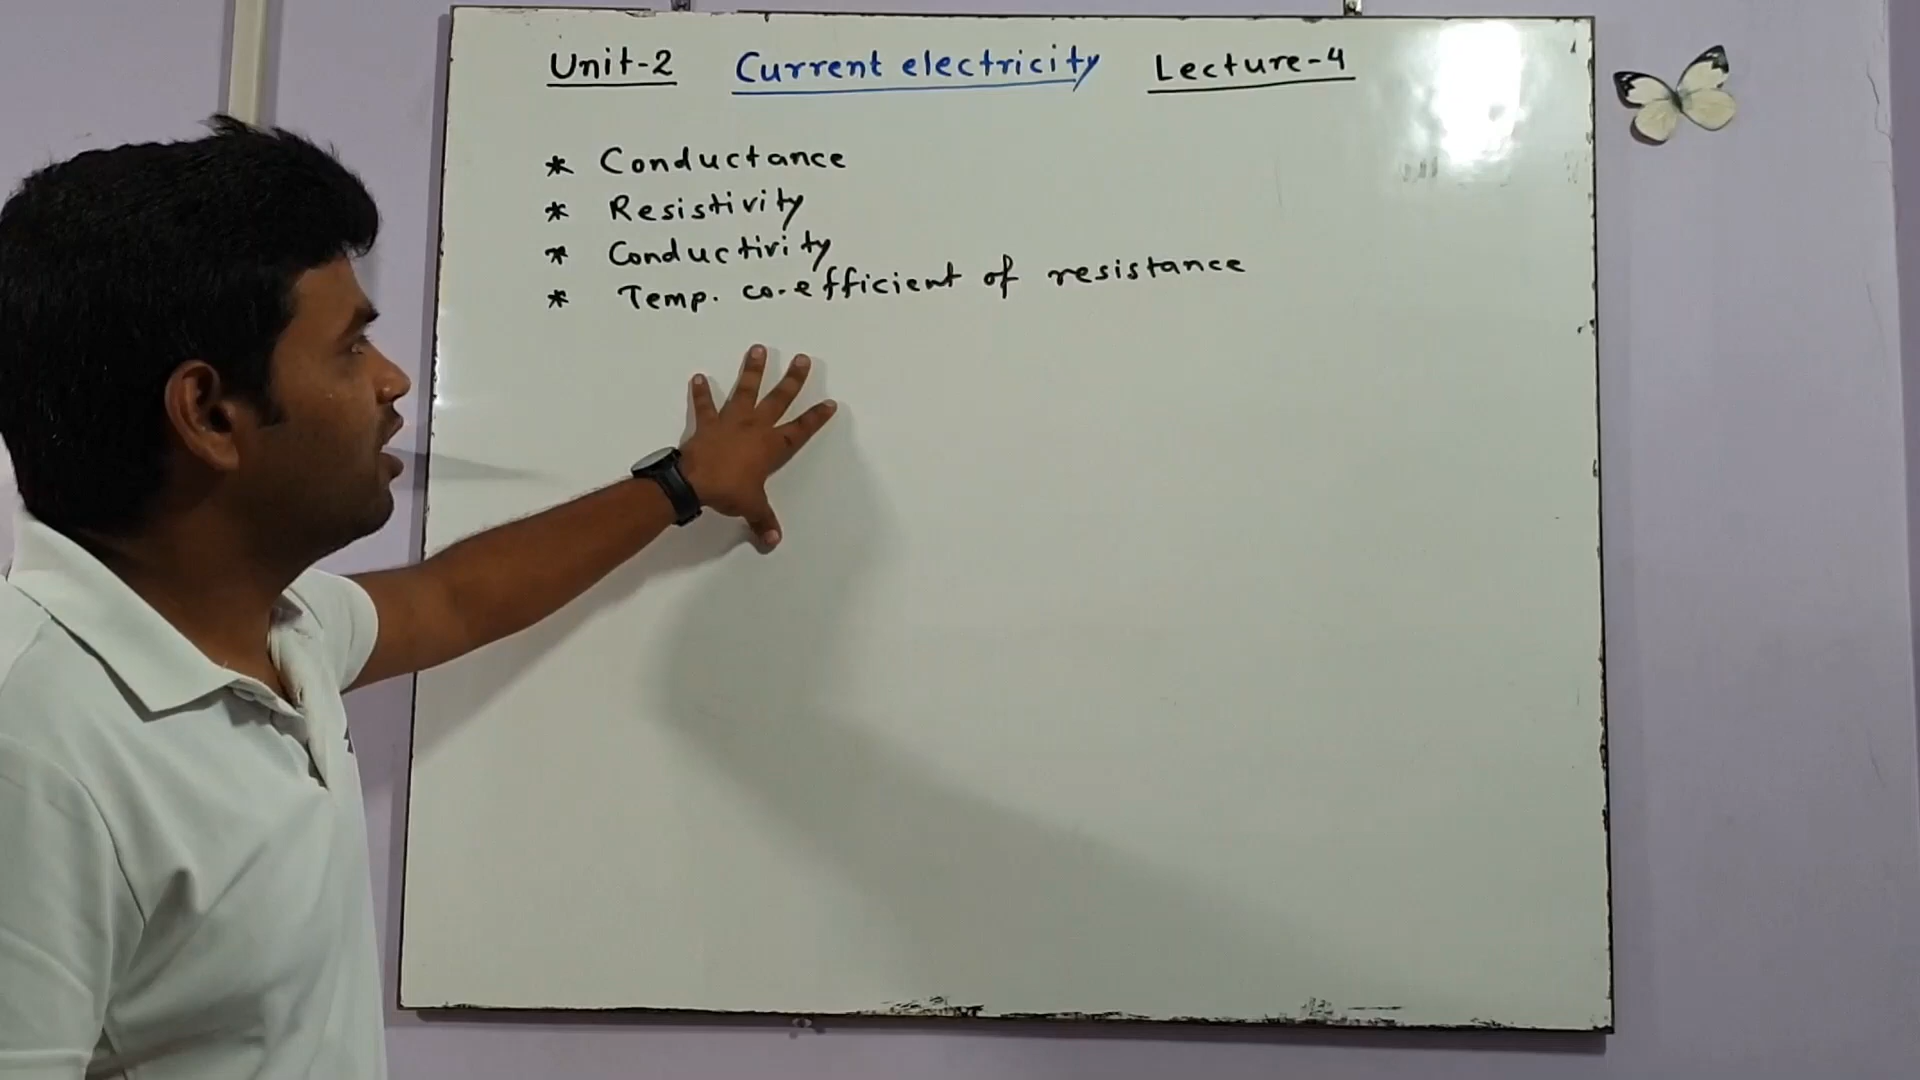 Unit-2 Current electricity Lecture-4
* Conductance
* Resistivity
* Conductivity
* Temp. co-efficient of resistance